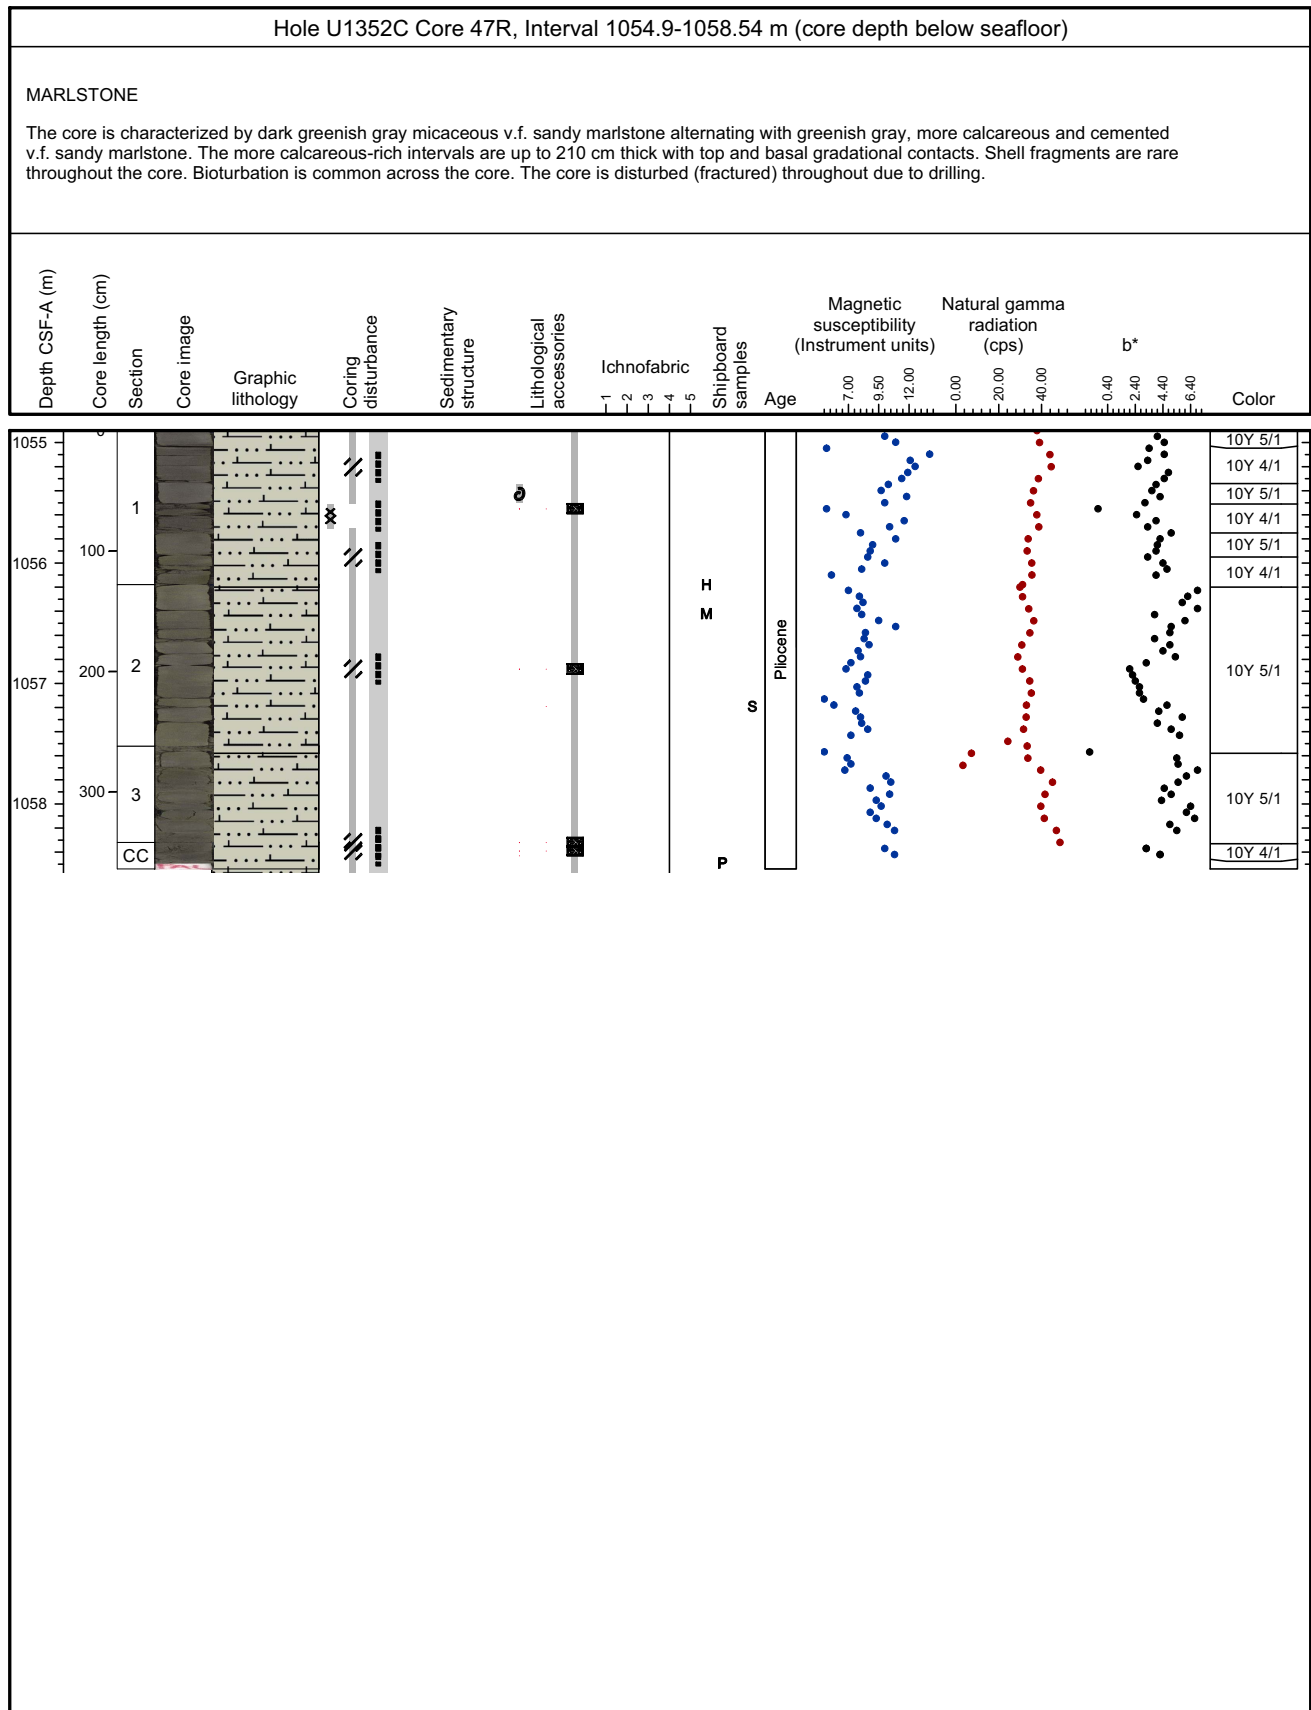 Hole U1352C Core 47R, Interval 1054.9-1058.54 m (core depth below seafloor)
MARLSTONE
The core is characterized by dark greenish gray micaceous v.f. sandy marlstone alternating with greenish gray, more calcareous and cemented
v.f. sandy marlstone. The more calcareous-rich intervals are up to 210 cm thick with top and basal gradational contacts. Shell fragments are rare
throughout the core. Bioturbation is common across the core. The core is disturbed (fractured) throughout due to drilling.
Depth CSF-A (m)
Core length (cm)
Section
Core image
Graphic
lithology
Coring
disturbance
Sedimentary
structure
Lithological
accessories
Ichnofabric
1 2 3 4 5
Shipboard
samples
Age
Magnetic
susceptibility
(Instrument units)
7.00 9.50 12.00
Natural gamma
radiation
(cps)
0.00 20.00 40.00
b*
0.40 2.40 4.40 6.40
Color
1055
1056
1057
1058
0
100
200
300
1
2
3
CC
H
M
S
P
Pliocene
10Y 5/1
10Y 4/1
10Y 5/1
10Y 4/1
10Y 5/1
10Y 4/1
10Y 5/1
10Y 5/1
10Y 4/1